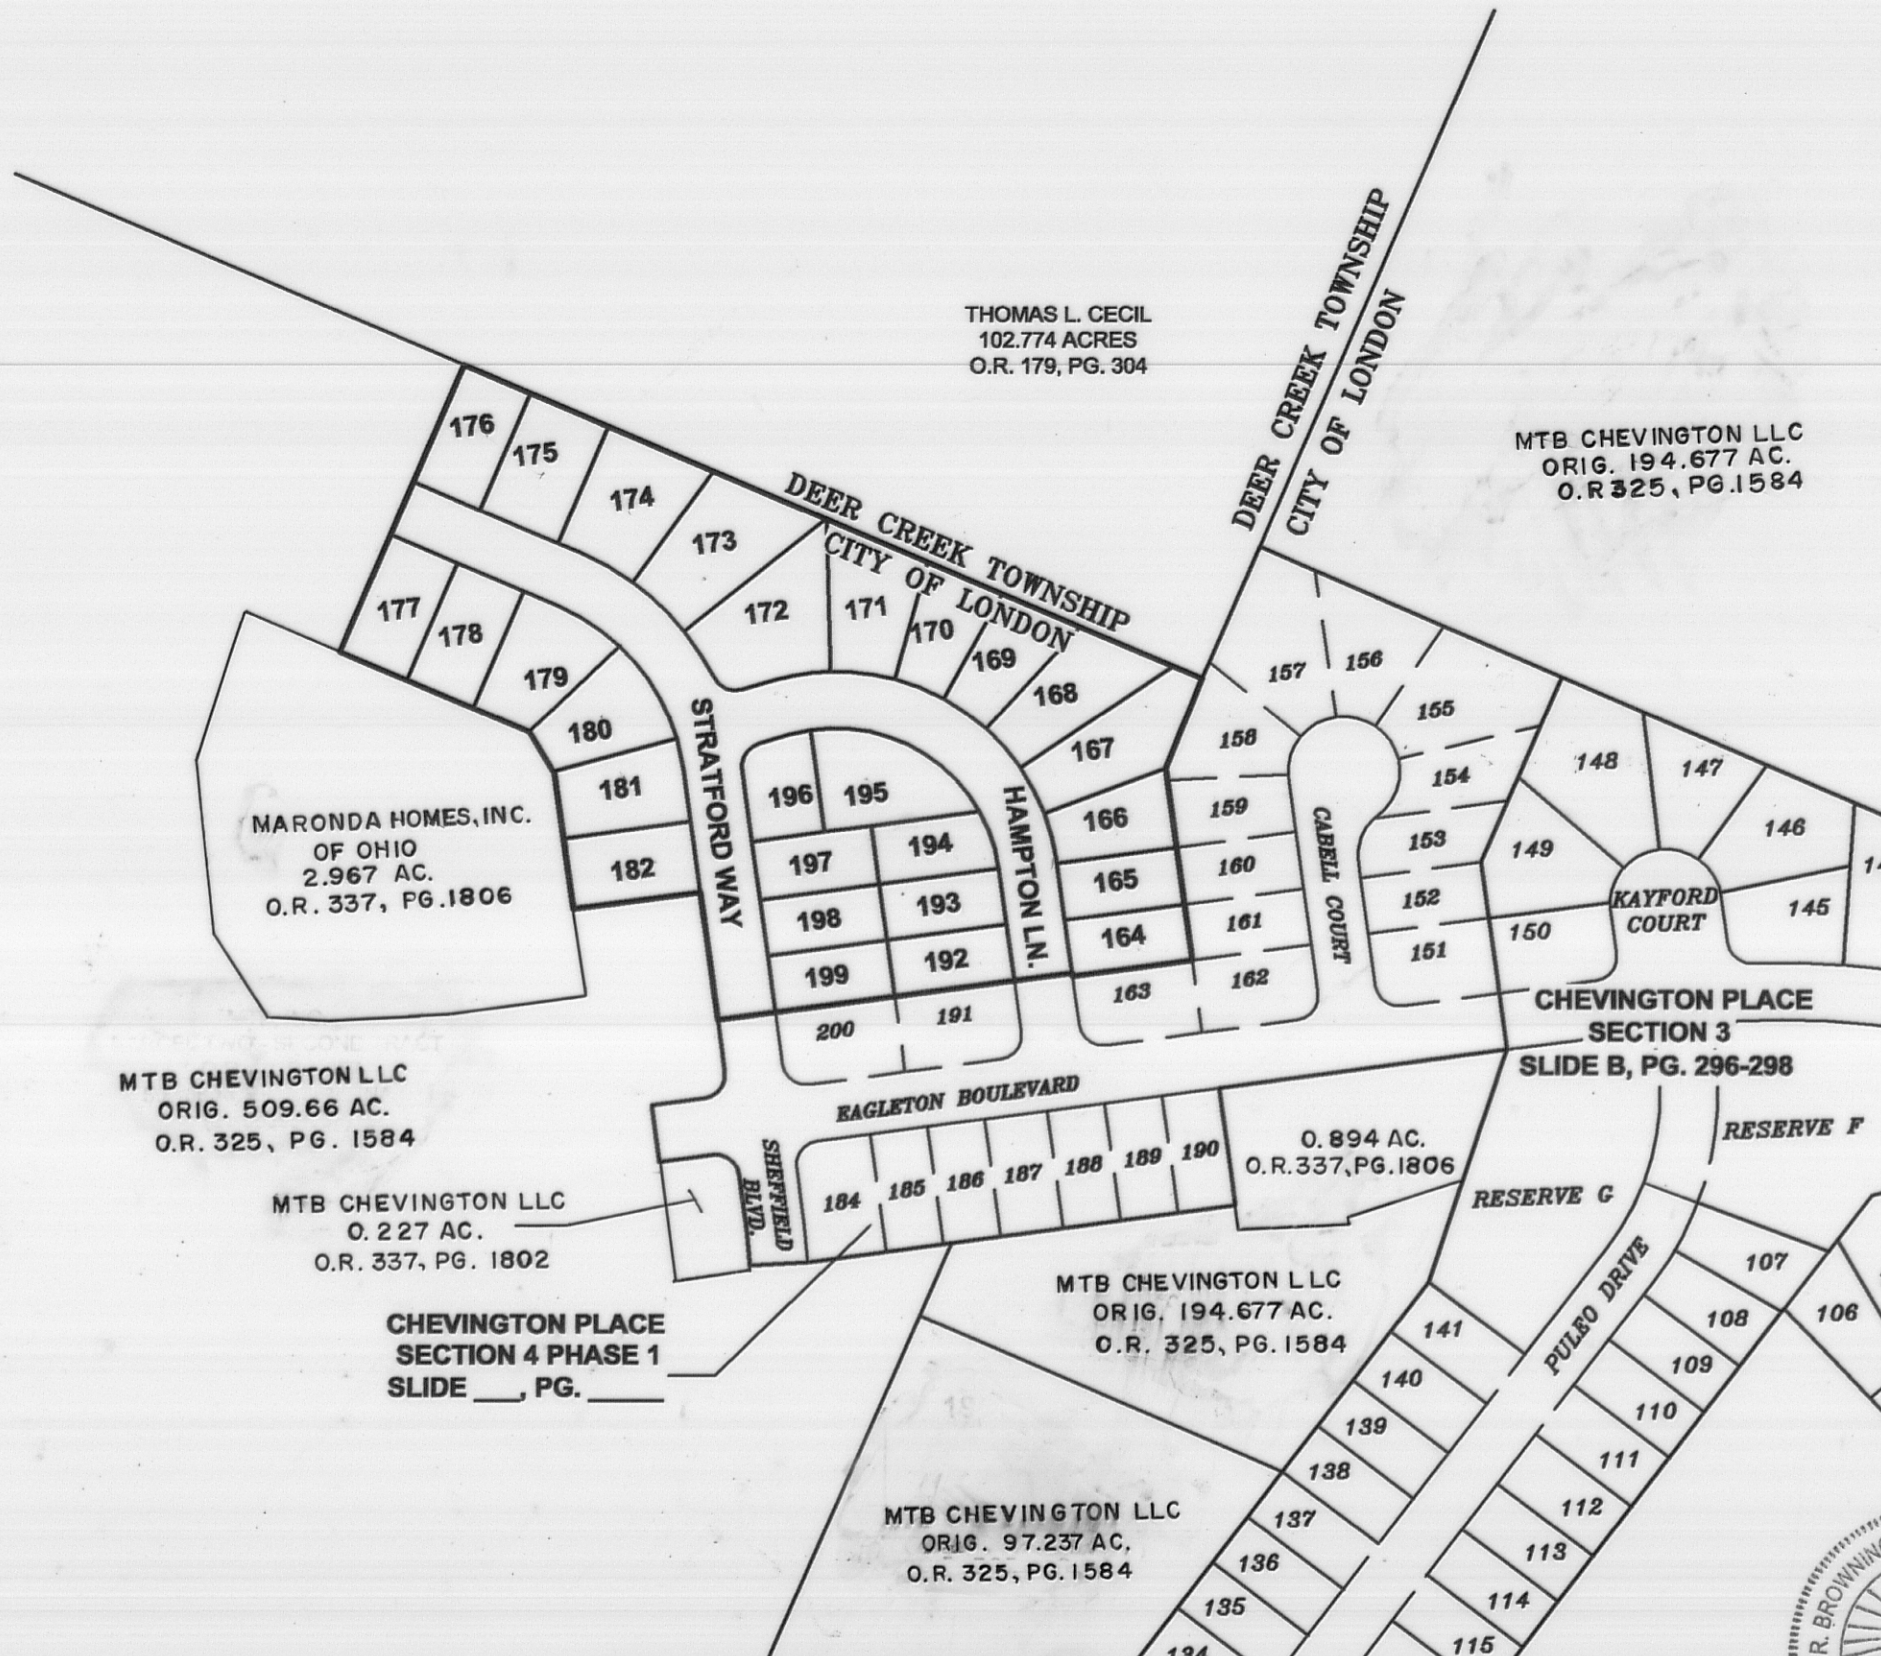 THOMAS L. CECIL
102.774 ACRES
O.R. 179, PG. 304
DEER CREEK TOWNSHIP
CITY OF LONDON
MTB CHEVINGTON LLC
ORIG. 194.677 AC.
O.R 325, PG.1584
DEER CREEK TOWNSHIP
CITY OF LONDON
176
175
174
173
172
171
170
169
168
167
166
165
164
177
178
179
180
181
182
STRATFORD WAY
196
195
197
194
198
193
199
192
200
191
HAMPTON LN.
157
156
155
158
154
159
153
160
152
161
151
162
163
CABELL COURT
148
147
146
149
145
150
KAYFORD
COURT
MARONDA HOMES, INC.
OF OHIO
2.967 AC.
O.R. 337, PG.1806
CHEVINGTON PLACE
SECTION 3
SLIDE B, PG. 296-298
MTB CHEVINGTON LLC
ORIG. 509.66 AC.
O.R. 325, PG. 1584
EAGLETON BOULEVARD
SHEFFIELD
BLVD.
184
185
186
187
188
189
190
0.894 AC.
O.R.337,PG.1806
RESERVE F
RESERVE G
MTB CHEVINGTON LLC
0.227 AC.
O.R. 337, PG. 1802
CHEVINGTON PLACE
SECTION 4 PHASE 1
SLIDE ___, PG. _____
MTB CHEVINGTON LLC
ORIG. 194.677 AC.
O.R. 325, PG.1584
PULEO DRIVE
107
108
106
109
110
111
112
113
114
115
141
140
139
138
137
136
135
134
MTB CHEVINGTON LLC
ORIG. 97.237 AC.
O.R. 325, PG.1584
R. BROWNING